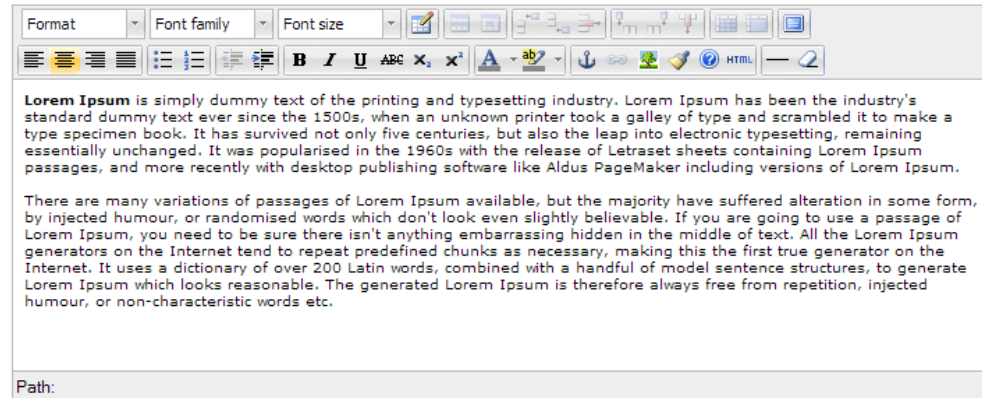 Format Font family Font size
B I U ABC X₂ X² A ab HTML
Lorem Ipsum is simply dummy text of the printing and typesetting industry. Lorem Ipsum has been the industry's
standard dummy text ever since the 1500s, when an unknown printer took a galley of type and scrambled it to make a
type specimen book. It has survived not only five centuries, but also the leap into electronic typesetting, remaining
essentially unchanged. It was popularised in the 1960s with the release of Letraset sheets containing Lorem Ipsum
passages, and more recently with desktop publishing software like Aldus PageMaker including versions of Lorem Ipsum.
There are many variations of passages of Lorem Ipsum available, but the majority have suffered alteration in some form,
by injected humour, or randomised words which don't look even slightly believable. If you are going to use a passage of
Lorem Ipsum, you need to be sure there isn't anything embarrassing hidden in the middle of text. All the Lorem Ipsum
generators on the Internet tend to repeat predefined chunks as necessary, making this the first true generator on the
Internet. It uses a dictionary of over 200 Latin words, combined with a handful of model sentence structures, to generate
Lorem Ipsum which looks reasonable. The generated Lorem Ipsum is therefore always free from repetition, injected
humour, or non-characteristic words etc.
Path: